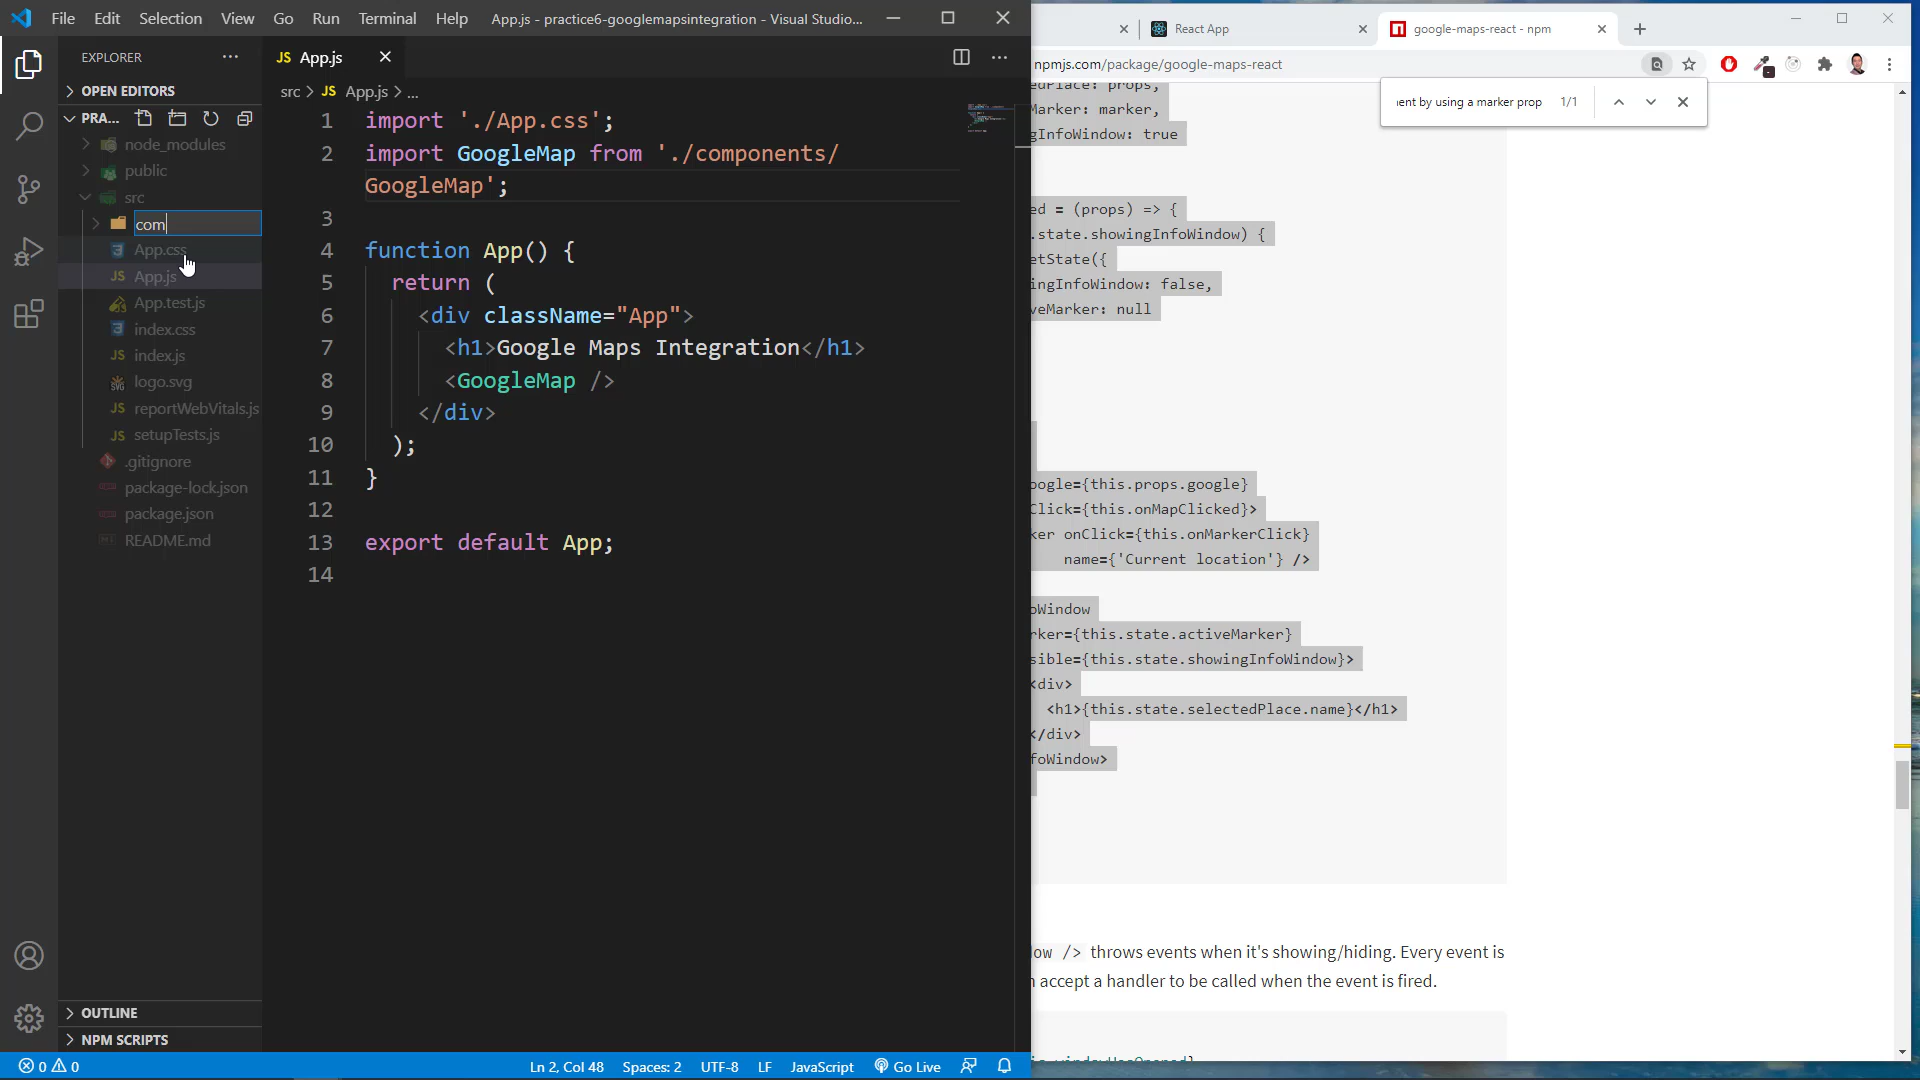 File Edit Selection View Go Run Terminal Help App.js - practice6-googlemapsintegration - Visual Studio...
EXPLORER
OPEN EDITORS
PRA...
node_modules
public
src
com
App.css
App.js
App.test.js
index.css
index.js
logo.svg
reportWebVitals.js
setupTests.js
.gitignore
package-lock.json
package.json
README.md
OUTLINE
NPM SCRIPTS
JS App.js
src > JS App.js > ...
1 import './App.css';
2 import GoogleMap from './components/
GoogleMap';
3
4 function App() {
5 return (
6 <div className="App">
7 <h1>Google Maps Integration</h1>
8 <GoogleMap />
9 </div>
10 );
11 }
12
13 export default App;
14
0 0 Ln 2, Col 48 Spaces: 2 UTF-8 LF JavaScript Go Live
React App
google-maps-react - npm
npmjs.com/package/google-maps-react
ent by using a marker prop 1/1
edPlace: props,
Marker: marker,
gInfoWindow: true
ed = (props) => {
.state.showingInfoWindow) {
etState({
ingInfoWindow: false,
veMarker: null
oogle={this.props.google}
Click={this.onMapClicked}>
ker onClick={this.onMarkerClick}
name={'Current location'} />
oWindow
rker={this.state.activeMarker}
sible={this.state.showingInfoWindow}>
<div>
<h1>{this.state.selectedPlace.name}</h1>
</div>
foWindow>
ow /> throws events when it's showing/hiding. Every event is
n accept a handler to be called when the event is fired.